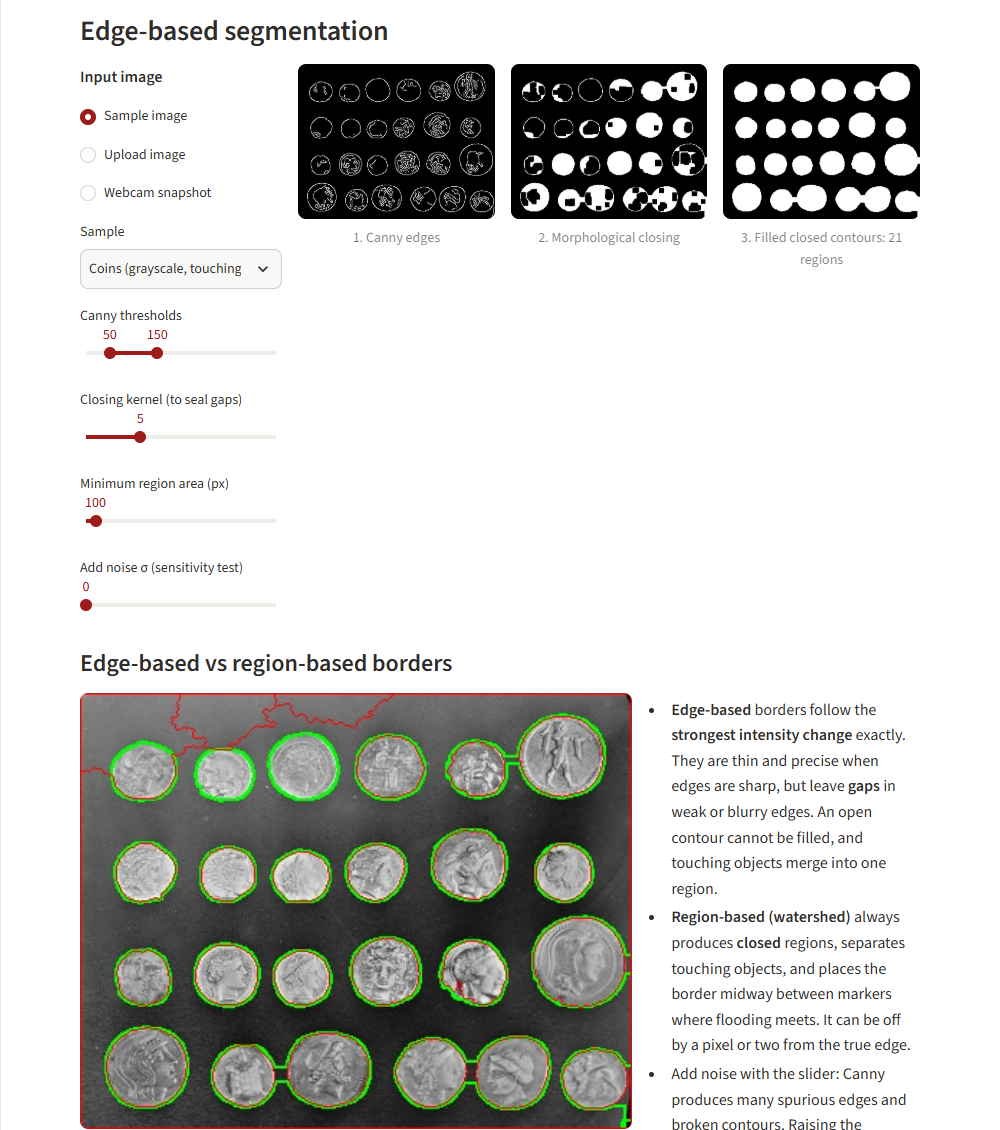 Edge-based segmentation
Input image
Sample image
Upload image
Webcam snapshot
Sample
Coins (grayscale, touching
Canny thresholds
50 150
Closing kernel (to seal gaps)
5
Minimum region area (px)
100
Add noise σ (sensitivity test)
0
1. Canny edges
2. Morphological closing
3. Filled closed contours: 21
regions
Edge-based vs region-based borders
Edge-based borders follow the
strongest intensity change exactly.
They are thin and precise when
edges are sharp, but leave gaps in
weak or blurry edges. An open
contour cannot be filled, and
touching objects merge into one
region.
Region-based (watershed) always
produces closed regions, separates
touching objects, and places the
border midway between markers
where flooding meets. It can be off
by a pixel or two from the true edge.
Add noise with the slider: Canny
produces many spurious edges and
broken contours. Raising the